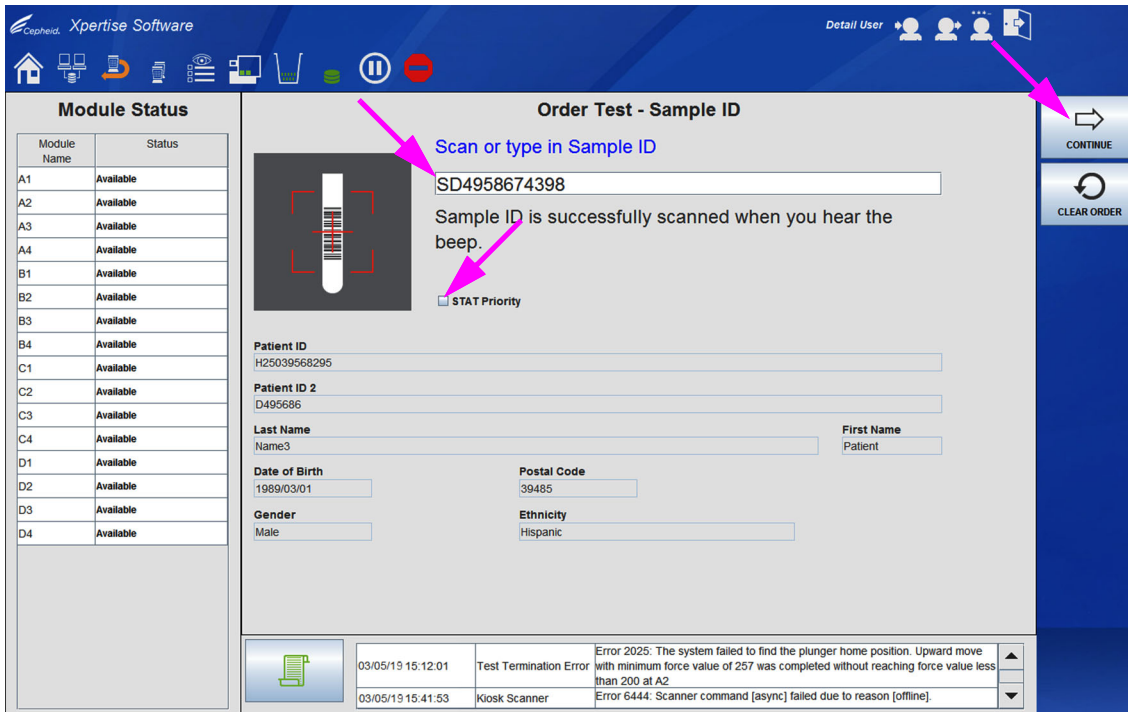 Cepheid. Xpertise Software
Detail User
Module Status
Module Name
Status
A1 Available
A2 Available
A3 Available
A4 Available
B1 Available
B2 Available
B3 Available
B4 Available
C1 Available
C2 Available
C3 Available
C4 Available
D1 Available
D2 Available
D3 Available
D4 Available
Order Test - Sample ID
Scan or type in Sample ID
SD4958674398
Sample ID is successfully scanned when you hear the
beep.
STAT Priority
Patient ID
H25039568295
Patient ID 2
D495686
Last Name
Name3
First Name
Patient
Date of Birth
1989/03/01
Postal Code
39485
Gender
Male
Ethnicity
Hispanic
03/05/19 15:12:01
Test Termination Error
Error 2025: The system failed to find the plunger home position. Upward move
with minimum force value of 257 was completed without reaching force value less
than 200 at A2
03/05/19 15:41:53
Kiosk Scanner
Error 6444: Scanner command [async] failed due to reason [offline].
CONTINUE
CLEAR ORDER